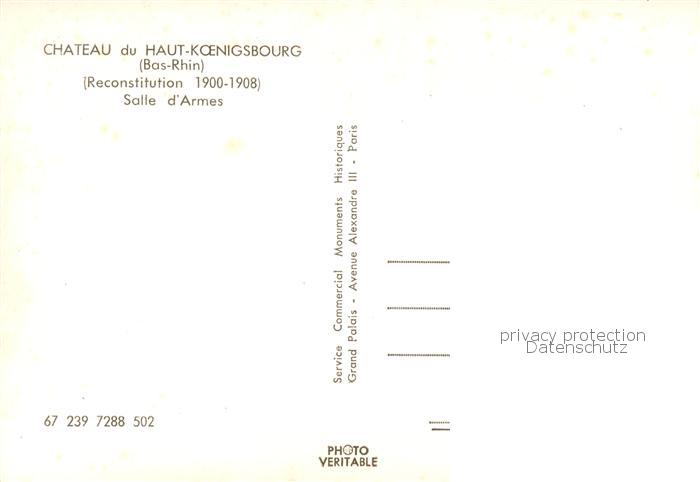 CHATEAU du HAUT-KŒNIGSBOURG
(Bas-Rhin)
(Reconstitution 1900-1908)
Salle d'Armes
Service Commercial Monuments Historiques
Grand Palais - Avenue Alexandre III - Paris
privacy protection
Datenschutz
67 239 7288 502
PHOTO
VERITABLE